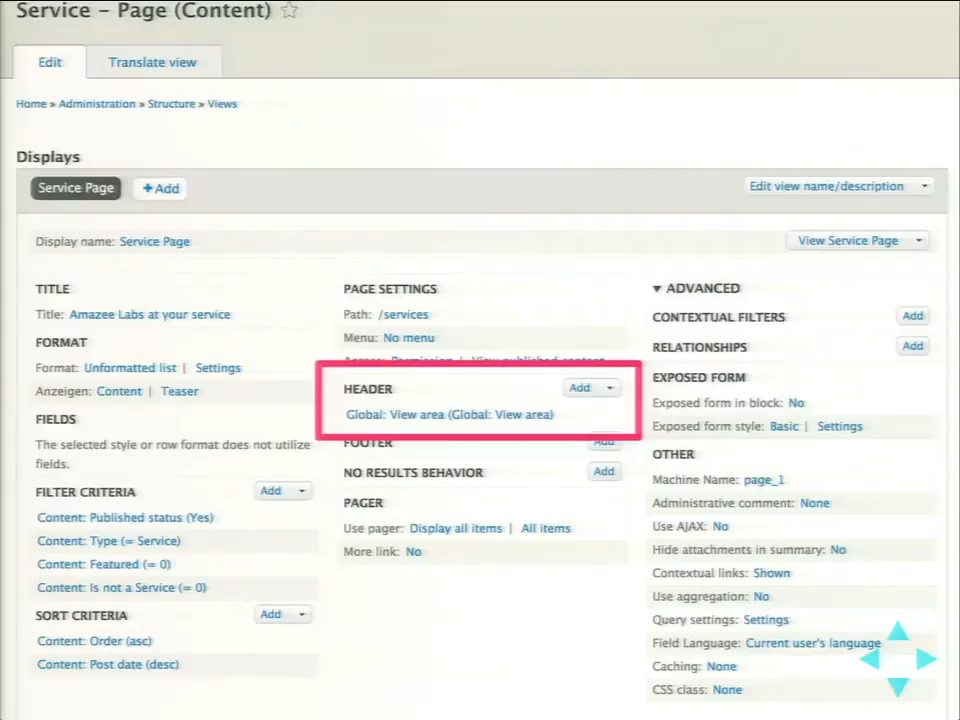 Service – Page (Content)
Edit
Translate view
Home » Administration » Structure » Views
Displays
Service Page
+ Add
Edit view name/description
Display name: Service Page
View Service Page
TITLE
Title: Amazee Labs at your service
FORMAT
Format: Unformatted list | Settings
Anzeigen: Content | Teaser
FIELDS
The selected style or row format does not utilize
fields.
FILTER CRITERIA
Add
Content: Published status (Yes)
Content: Type (= Service)
Content: Featured (= 0)
Content: Is not a Service (= 0)
SORT CRITERIA
Add
Content: Order (asc)
Content: Post date (desc)
PAGE SETTINGS
Path: /services
Menu: No menu
Access: Permission | View published content
HEADER
Add
Global: View area (Global: View area)
FOOTER
Add
NO RESULTS BEHAVIOR
Add
PAGER
Use pager: Display all items | All items
More link: No
ADVANCED
CONTEXTUAL FILTERS
Add
RELATIONSHIPS
Add
EXPOSED FORM
Exposed form in block: No
Exposed form style: Basic | Settings
OTHER
Machine Name: page_1
Administrative comment: None
Use AJAX: No
Hide attachments in summary: No
Contextual links: Shown
Use aggregation: No
Query settings: Settings
Field Language: Current user's language
Caching: None
CSS class: None